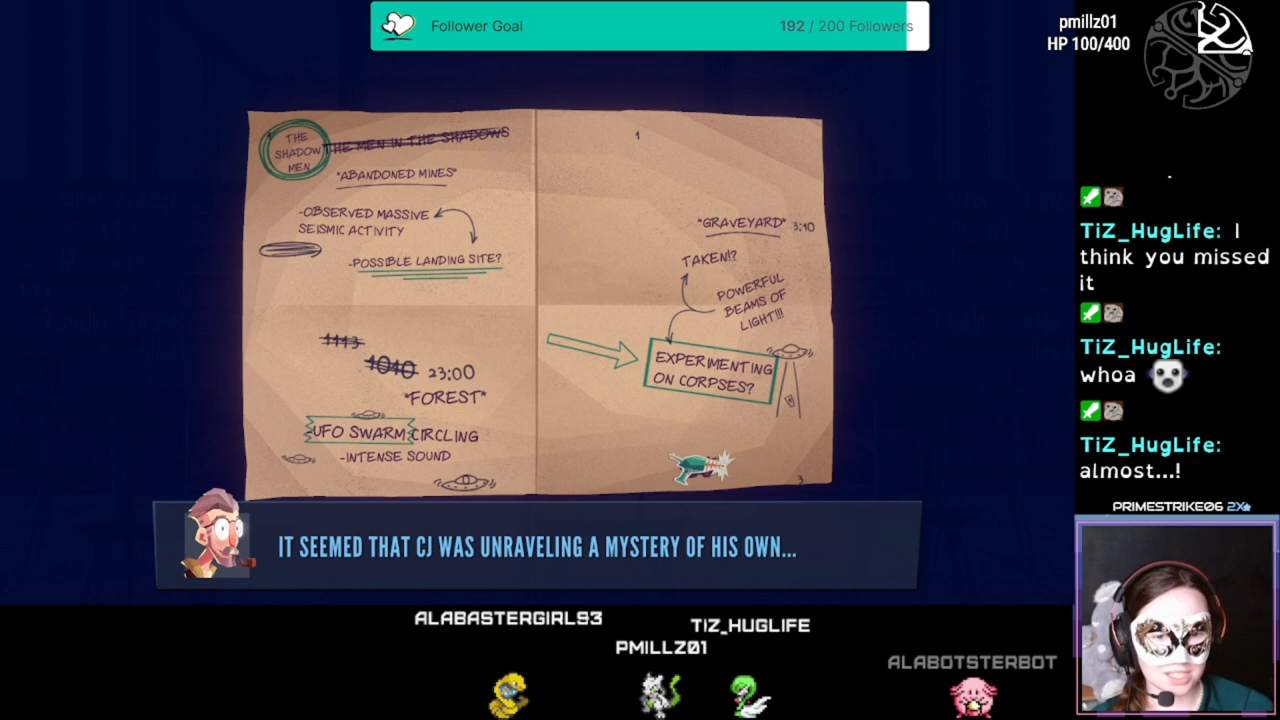 Follower Goal
192 / 200 Followers
pmillz01
HP 100/400
THE
SHADOW
MEN
THE MEN IN THE SHADOWS
"ABANDONED MINES"
-OBSERVED MASSIVE
SEISMIC ACTIVITY
-POSSIBLE LANDING SITE?
1113
1040 23:00
"FOREST"
-UFO SWARM CIRCLING
-INTENSE SOUND
1
"GRAVEYARD" 3:10
TAKEN!?
POWERFUL
BEAMS OF
LIGHT!!!
EXPERIMENTING
ON CORPSES?
3
IT SEEMED THAT CJ WAS UNRAVELING A MYSTERY OF HIS OWN...
TiZ_HugLife: I
think you missed
it
TiZ_HugLife:
whoa
TiZ_HugLife:
almost...!
PRIMESTRIKE06 2X
ALABASTERGIRL93
TIZ_HUGLIFE
PMILLZ01
ALABOTSTERBOT